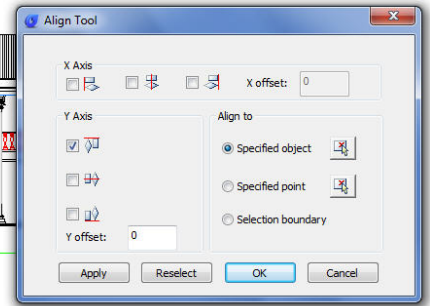 Align Tool
X Axis
X offset: 0
Y Axis
Align to
Specified object
Specified point
Selection boundary
Y offset: 0
Apply Reselect OK Cancel